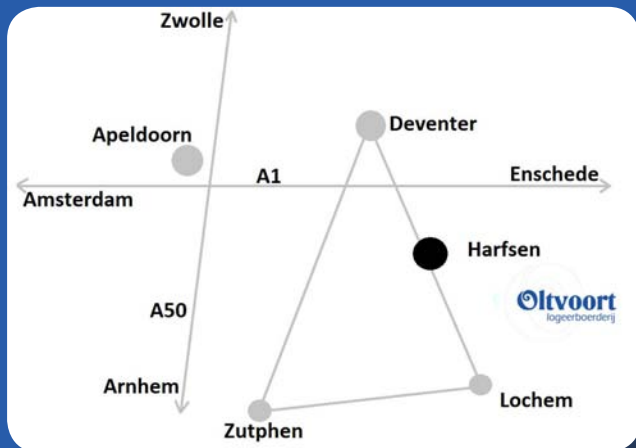 Zwolle
Deventer
Apeldoorn
A1
Enschede
Amsterdam
Harfsen
Oltvoort
logeerboerderij
A50
Arnhem
Lochem
Zutphen